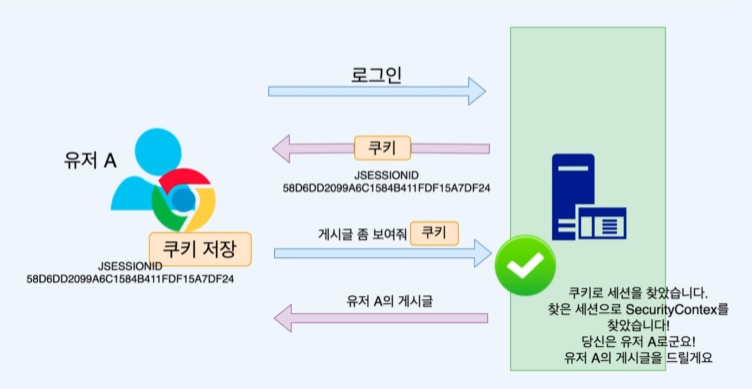 로그인
쿠키
JSESSIONID
58D6DD2099A6C1584B411FDF15A7DF24
유저 A
쿠키 저장
JSESSIONID
58D6DD2099A6C1584B411FDF15A7DF24
게시글 좀 보여줘 쿠키
유저 A의 게시글
쿠키로 세션을 찾았습니다.
찾은 세션으로 SecurityContex를
찾았습니다!
당신은 유저 A로군요!
유저 A의 게시글을 드릴게요